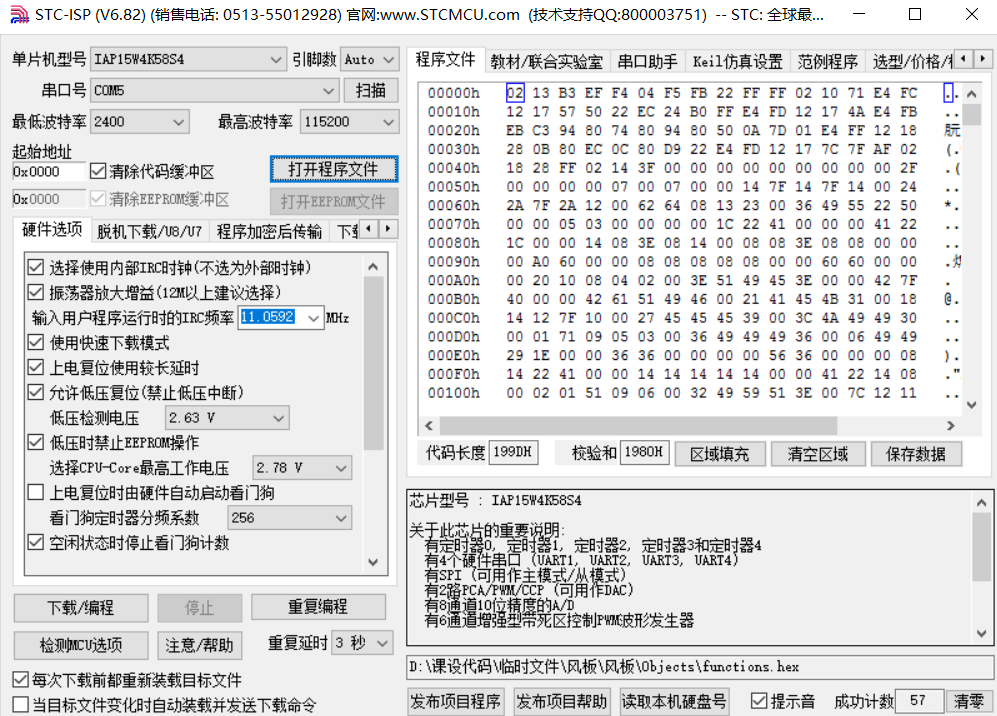 STC-ISP (V6.82) (销售电话: 0513-55012928) 官网:www.STCMCU.com (技术支持QQ:800003751) -- STC: 全球最...
单片机型号 IAP15W4K58S4 引脚数 Auto
串口号 COM5 扫描
最低波特率 2400 最高波特率 115200
起始地址
0x0000 清除代码缓冲区 打开程序文件
0x0000 清除EEPROM缓冲区 打开EEPROM文件
硬件选项 脱机下载/U8/U7 程序加密后传输 下载
选择使用内部IRC时钟(不选为外部时钟)
振荡器放大增益(12M以上建议选择)
输入用户程序运行时的IRC频率 11.0592 MHz
使用快速下载模式
上电复位使用较长延时
允许低压复位(禁止低压中断)
低压检测电压 2.63 V
低压时禁止EEPROM操作
选择CPU-Core最高工作电压 2.78 V
上电复位时由硬件自动启动看门狗
看门狗定时器分频系数 256
空闲状态时停止看门狗计数
下载/编程 停止 重复编程
检测MCU选项 注意/帮助 重复延时 3 秒
每次下载前都重新装载目标文件
当目标文件变化时自动装载并发送下载命令
程序文件 教材/联合实验室 串口助手 Keil仿真设置 范例程序 选型/价格/
00000h 02 13 B3 EF F4 04 F5 FB 22 FF FF 02 10 71 E4 FC ..
00010h 12 17 57 50 22 EC 24 B0 FF E4 FD 12 17 4A E4 FB ..
00020h EB C3 94 80 74 80 94 80 50 0A 7D 01 E4 FF 12 18 朊
00030h 28 0B 80 EC 0C 80 D9 22 E4 FD 12 17 7C 7F AF 02 (.
00040h 18 28 FF 02 14 3F 00 00 00 00 00 00 00 00 00 2F .(
00050h 00 00 00 00 07 00 07 00 00 14 7F 14 7F 14 00 24 ..
00060h 2A 7F 2A 12 00 62 64 08 13 23 00 36 49 55 22 50 *.
00070h 00 00 05 03 00 00 00 00 1C 22 41 00 00 00 41 22 ..
00080h 1C 00 00 14 08 3E 08 14 00 08 08 3E 08 08 00 00 ..
00090h 00 A0 60 00 00 08 08 08 08 08 00 00 60 60 00 00 .
000A0h 00 20 10 08 04 02 00 3E 51 49 45 3E 00 00 42 7F .
000B0h 40 00 00 42 61 51 49 46 00 21 41 45 4B 31 00 18 @.
000C0h 14 12 7F 10 00 27 45 45 45 39 00 3C 4A 49 49 30 ..
000D0h 00 01 71 09 05 03 00 36 49 49 49 36 00 06 49 49 ..
000E0h 29 1E 00 00 36 36 00 00 00 00 56 36 00 00 00 08 ).
000F0h 14 22 41 00 00 14 14 14 14 14 00 00 41 22 14 08 ."
00100h 00 02 01 51 09 06 00 32 49 59 51 3E 00 7C 12 11 ...
代码长度 199DH 校验和 1980H 区域填充 清空区域 保存数据
芯片型号 : IAP15W4K58S4
关于此芯片的重要说明:
有定时器0, 定时器1, 定时器2, 定时器3和定时器4
有4个硬件串口 (UART1, UART2, UART3, UART4)
有SPI (可用作主模式/从模式)
有2路PCA/PWM/CCP (可用作DAC)
有8通道10位精度的A/D
有6通道增强型带死区控制PWM波形发生器
D:\课设代码\临时文件\风板\风板\Objects\functions.hex
发布项目程序 发布项目帮助 读取本机硬盘号 提示音 成功计数 57 清零